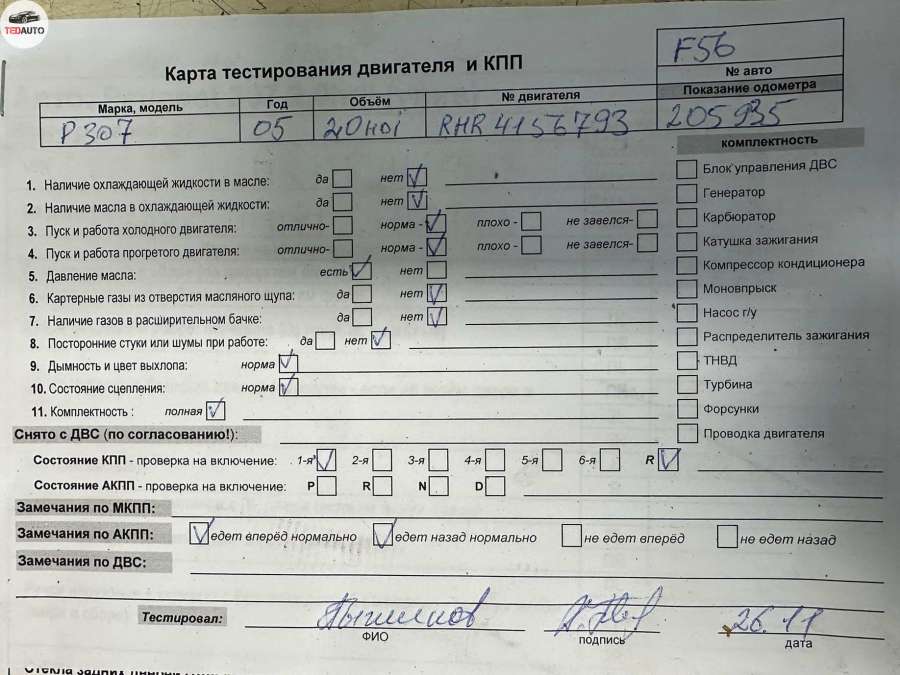 TEDAUTO
Карта тестирования двигателя и КПП
F56
№ авто
Марка, модель Год Объём № двигателя Показание одометра
P 307 05 2.0HDi RHR 4156793 205935
комплектность
1. Наличие охлаждающей жидкости в масле: да нет
Блок управления ДВС
2. Наличие масла в охлаждающей жидкости: да нет
Генератор
3. Пуск и работа холодного двигателя: отлично- норма - плохо - не завелся-
Карбюратор
4. Пуск и работа прогретого двигателя: отлично- норма - плохо - не завелся-
Катушка зажигания
5. Давление масла: есть нет
Компрессор кондиционера
6. Картерные газы из отверстия масляного щупа: да нет
Моновпрыск
7. Наличие газов в расширительном бачке: да нет
Насос г/у
8. Посторонние стуки или шумы при работе: да нет
Распределитель зажигания
9. Дымность и цвет выхлопа: норма
ТНВД
10. Состояние сцепления: норма
Турбина
11. Комплектность : полная
Форсунки
Снято с ДВС (по согласованию!):
Проводка двигателя
Состояние КПП - проверка на включение: 1-я 2-я 3-я 4-я 5-я 6-я R
Состояние АКПП - проверка на включение: P R N D
Замечания по МКПП:
Замечания по АКПП: едет вперёд нормально едет назад нормально не едет вперёд не едет назад
Замечания по ДВС:
Тестировал: 26.11
ФИО подпись дата